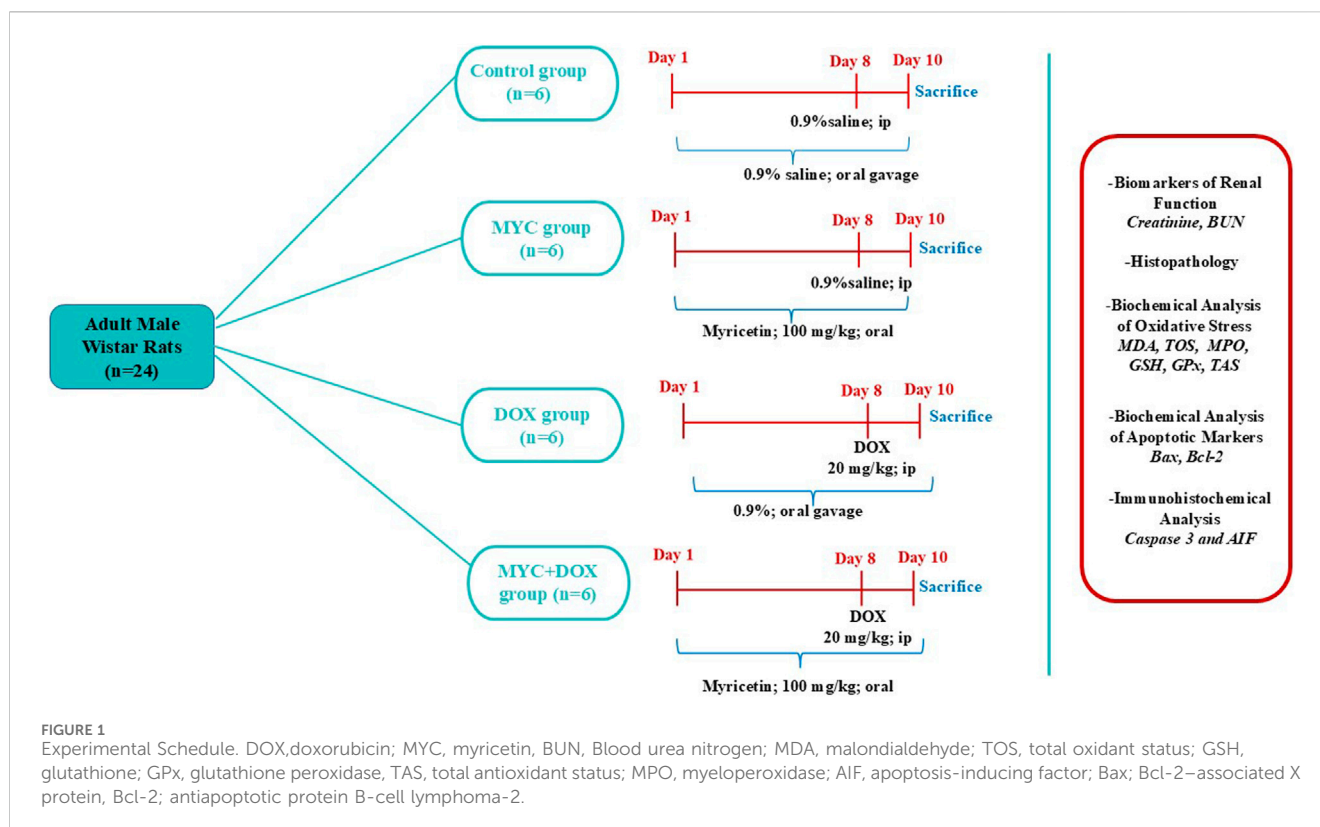 Adult Male
Wistar Rats
(n=24)
Control group
(n=6)
Day 1
Day 8
Day 10
Sacrifice
0.9%saline; ip
0.9% saline; oral gavage
MYC group
(n=6)
Day 1
Day 8
Day 10
Sacrifice
0.9%saline; ip
Myricetin; 100 mg/kg; oral
DOX group
(n=6)
Day 1
Day 8
Day 10
Sacrifice
DOX
20 mg/kg; ip
0.9%; oral gavage
MYC+DOX
group (n=6)
Day 1
Day 8
Day 10
Sacrifice
DOX
20 mg/kg; ip
Myricetin; 100 mg/kg; oral
-Biomarkers of Renal
Function
Creatinine, BUN
-Histopathology
-Biochemical Analysis
of Oxidative Stress
MDA, TOS, MPO,
GSH, GPx, TAS
-Biochemical Analysis
of Apoptotic Markers
Bax, Bcl-2
-Immunohistochemical
Analysis
Caspase 3 and AIF
FIGURE 1
Experimental Schedule. DOX,doxorubicin; MYC, myricetin, BUN, Blood urea nitrogen; MDA, malondialdehyde; TOS, total oxidant status; GSH,
glutathione; GPx, glutathione peroxidase, TAS, total antioxidant status; MPO, myeloperoxidase; AIF, apoptosis-inducing factor; Bax; Bcl-2–associated X
protein, Bcl-2; antiapoptotic protein B-cell lymphoma-2.